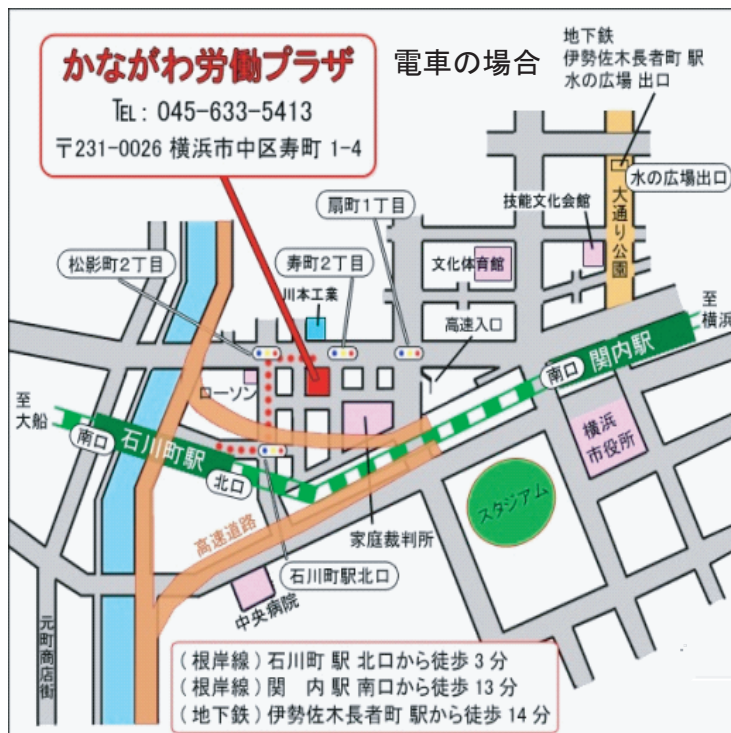 かながわ労働プラザ
TEL: 045-633-5413
〒231-0026 横浜市中区寿町 1-4
電車の場合
地下鉄
伊勢佐木長者町 駅
水の広場 出口
水の広場出口
大通り公園
技能文化会館
扇町1丁目
松影町2丁目
寿町2丁目
文化体育館
川本工業
高速入口
至
横浜
関内駅
南口
ローソン
至
大船
南口
石川町駅
北口
横浜
市役所
スタジアム
高速道路
家庭裁判所
石川町駅北口
中央病院
元町商店街
(根岸線)石川町 駅 北口から徒歩 3 分
(根岸線)関 内 駅 南口から徒歩 13 分
(地下鉄)伊勢佐木長者町 駅から徒歩 14 分